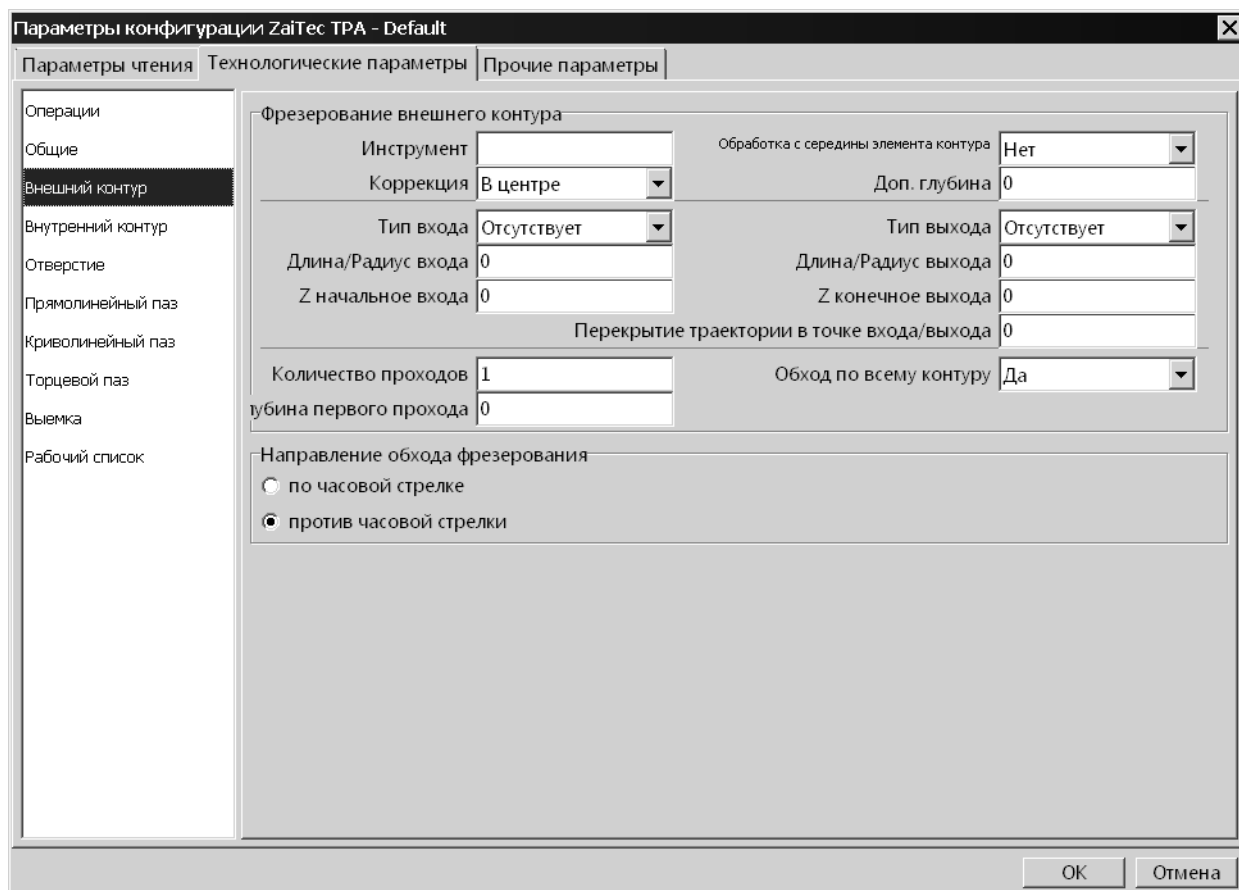 Параметры конфигурации ZaiTec TPA - Default
Параметры чтения Технологические параметры Прочие параметры
Операции
Общие
Внешний контур
Внутренний контур
Отверстие
Прямолинейный паз
Криволинейный паз
Торцевой паз
Выемка
Рабочий список
Фрезерование внешнего контура
Инструмент
Обработка с середины элемента контура Нет
Коррекция В центре
Доп. глубина 0
Тип входа Отсутствует
Тип выхода Отсутствует
Длина/Радиус входа 0
Длина/Радиус выхода 0
Z начальное входа 0
Z конечное выхода 0
Перекрытие траектории в точке входа/выхода 0
Количество проходов 1
Обход по всему контуру Да
лубина первого прохода 0
Направление обхода фрезерования
по часовой стрелке
против часовой стрелки
OK Отмена